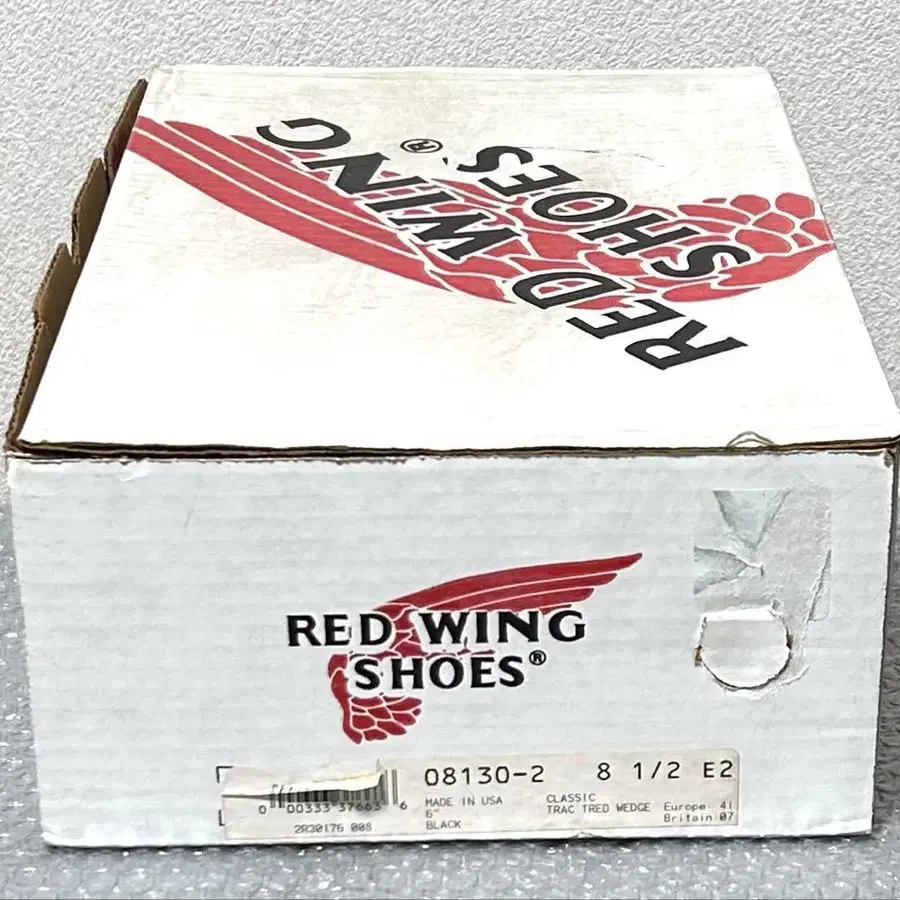 RED WING
SHOES®
RED WING
SHOES®
08130-2 8 1/2 E2
0 00333 37663 6
MADE IN USA CLASSIC
6" TRAC TRED WEDGE Europe 41
BLACK Britain 07
2R30176 008